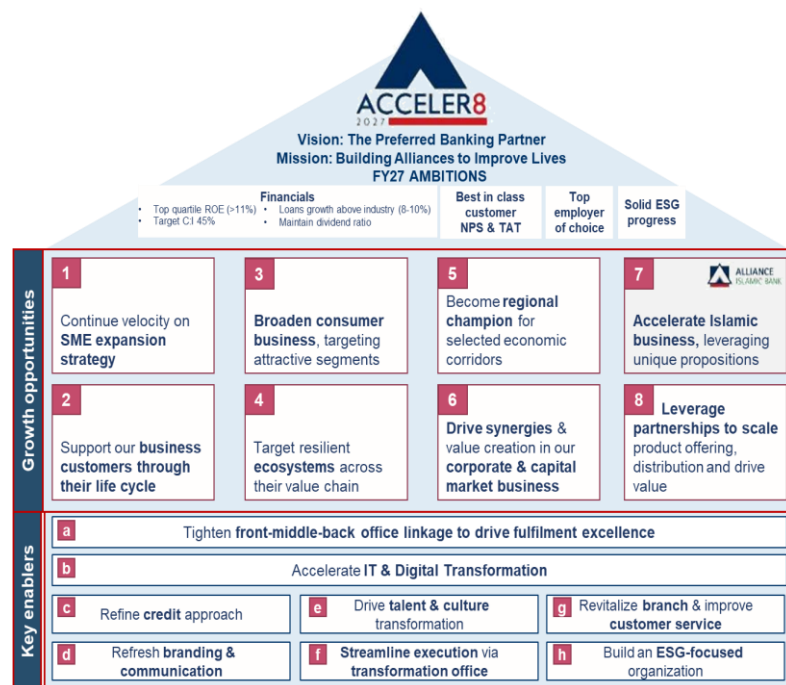 ACCELER8
2027
Vision: The Preferred Banking Partner
Mission: Building Alliances to Improve Lives
FY27 AMBITIONS
Financials
• Top quartile ROE (>11%)
• Target C:I 45%
• Loans growth above industry (8-10%)
• Maintain dividend ratio
Best in class
customer
NPS & TAT
Top
employer
of choice
Solid ESG
progress
Growth opportunities
1
Continue velocity on
SME expansion
strategy
3
Broaden consumer
business, targeting
attractive segments
5
Become regional
champion for
selected economic
corridors
7
ALLIANCE
ISLAMIC BANK
Accelerate Islamic
business, leveraging
unique propositions
2
Support our business
customers through
their life cycle
4
Target resilient
ecosystems across
their value chain
6
Drive synergies &
value creation in our
corporate & capital
market business
8
Leverage
partnerships to scale
product offering,
distribution and drive
value
Key enablers
a
Tighten front-middle-back office linkage to drive fulfilment excellence
b
Accelerate IT & Digital Transformation
c
Refine credit approach
e
Drive talent & culture
transformation
g
Revitalize branch & improve
customer service
d
Refresh branding &
communication
f
Streamline execution via
transformation office
h
Build an ESG-focused
organization